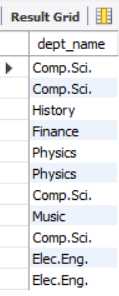 Result Grid
dept_name
Comp.Sci.
Comp.Sci.
History
Finance
Physics
Physics
Comp.Sci.
Music
Comp.Sci.
Elec.Eng.
Elec.Eng.